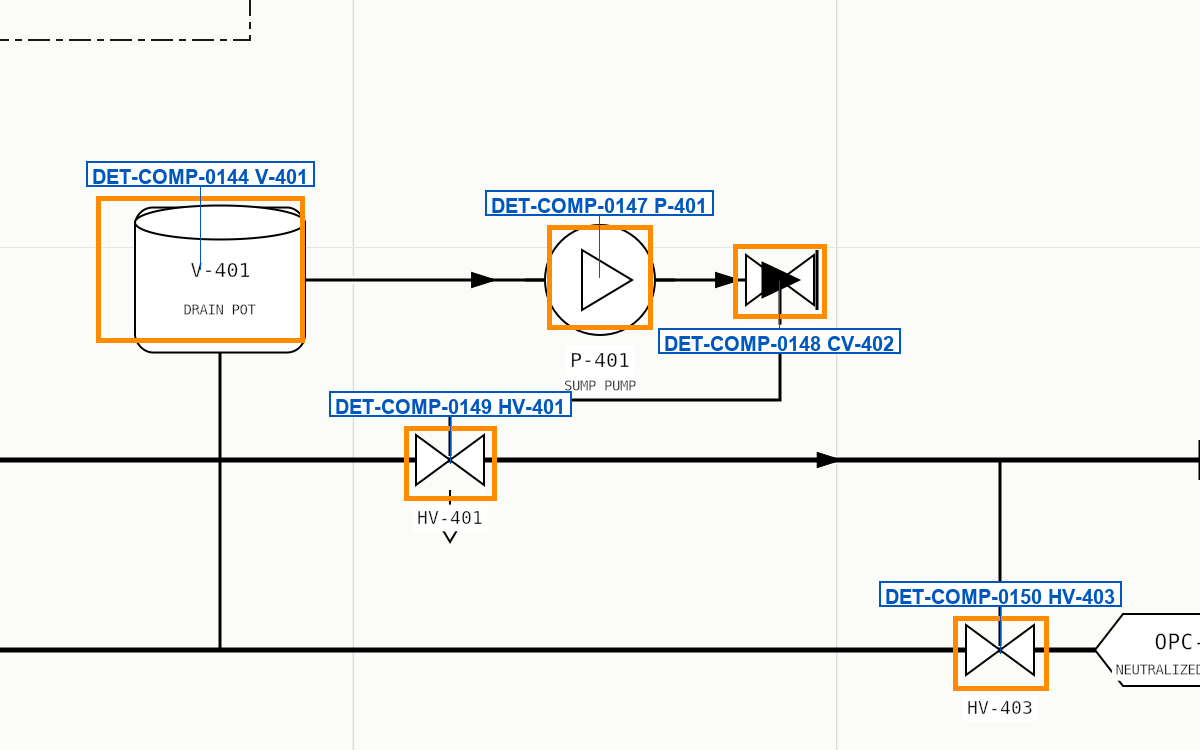 DET-COMP-0144 V-401
V-401
DRAIN POT
DET-COMP-0147 P-401
P-401
SUMP PUMP
DET-COMP-0148 CV-402
DET-COMP-0149 HV-401
HV-401
DET-COMP-0150 HV-403
HV-403
OPC-
NEUTRALIZED